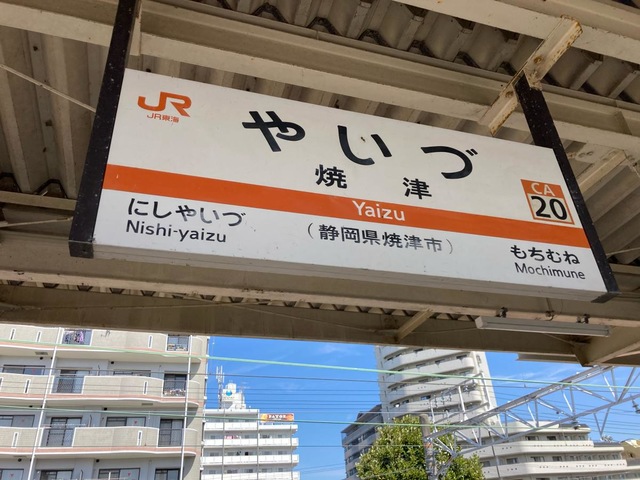 JR
JR東海
やいづ
焼津
CA
20
Yaizu
にしやいづ
Nishi-yaizu
(静岡県焼津市)
もちむね
Mochimune